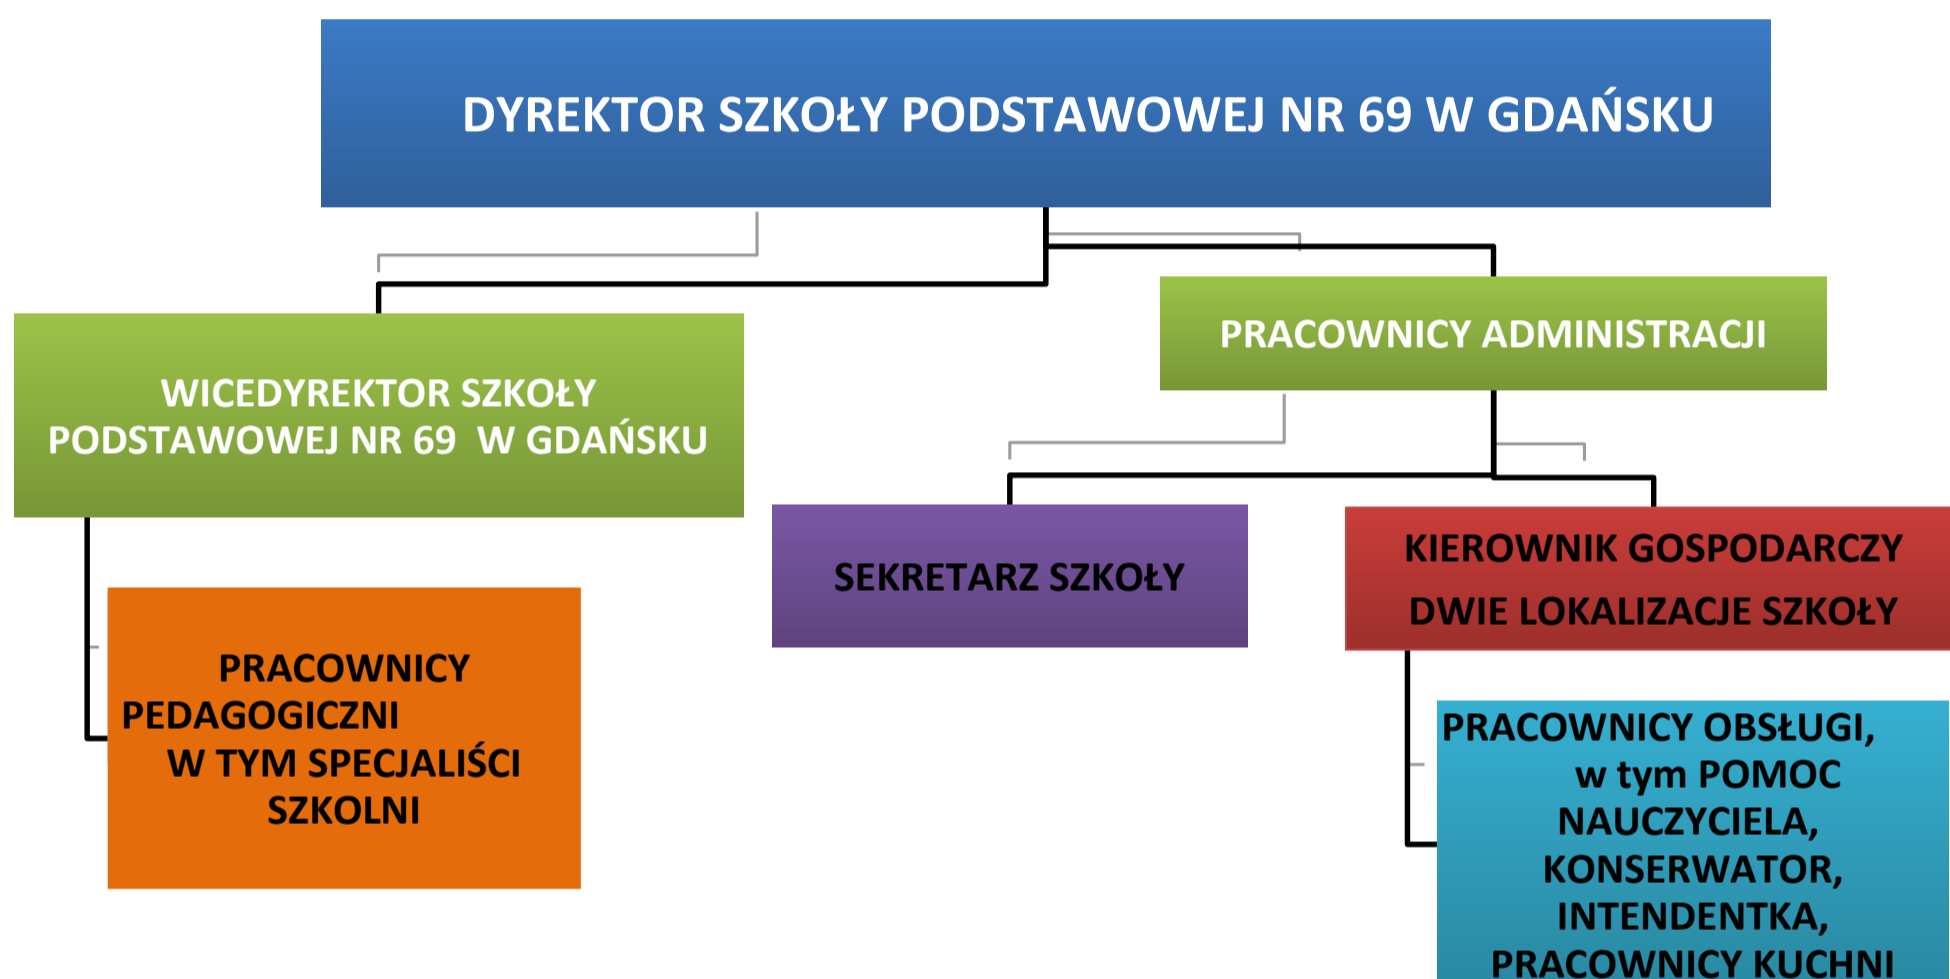 DYREKTOR SZKOŁY PODSTAWOWEJ NR 69 W GDAŃSKU
PRACOWNICY ADMINISTRACJI
WICEDYREKTOR SZKOŁY
PODSTAWOWEJ NR 69 W GDAŃSKU
SEKRETARZ SZKOŁY
KIEROWNIK GOSPODARCZY
DWIE LOKALIZACJE SZKOŁY
PRACOWNICY
PEDAGOGICZNI
W TYM SPECJALIŚCI
SZKOLNI
PRACOWNICY OBSŁUGI,
w tym POMOC
NAUCZYCIELA,
KONSERWATOR,
INTENDENTKA,
PRACOWNICY KUCHNI